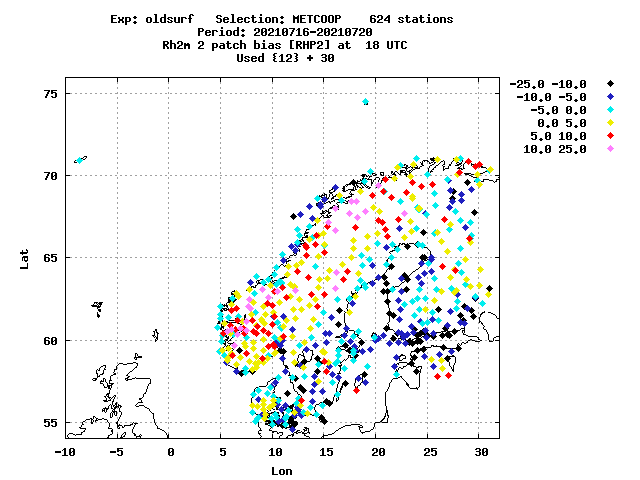 Exp: oldsurf   Selection: METCOOP    624 stations
Period: 20210716-20210720
Rh2m 2 patch bias [RHP2] at  18 UTC
Used {12} + 30
-25.0 -10.0
-10.0 -5.0
-5.0 0.0
0.0 5.0
5.0 10.0
10.0 25.0
75
70
65
60
55
Lat
-10 -5 0 5 10 15 20 25 30
Lon